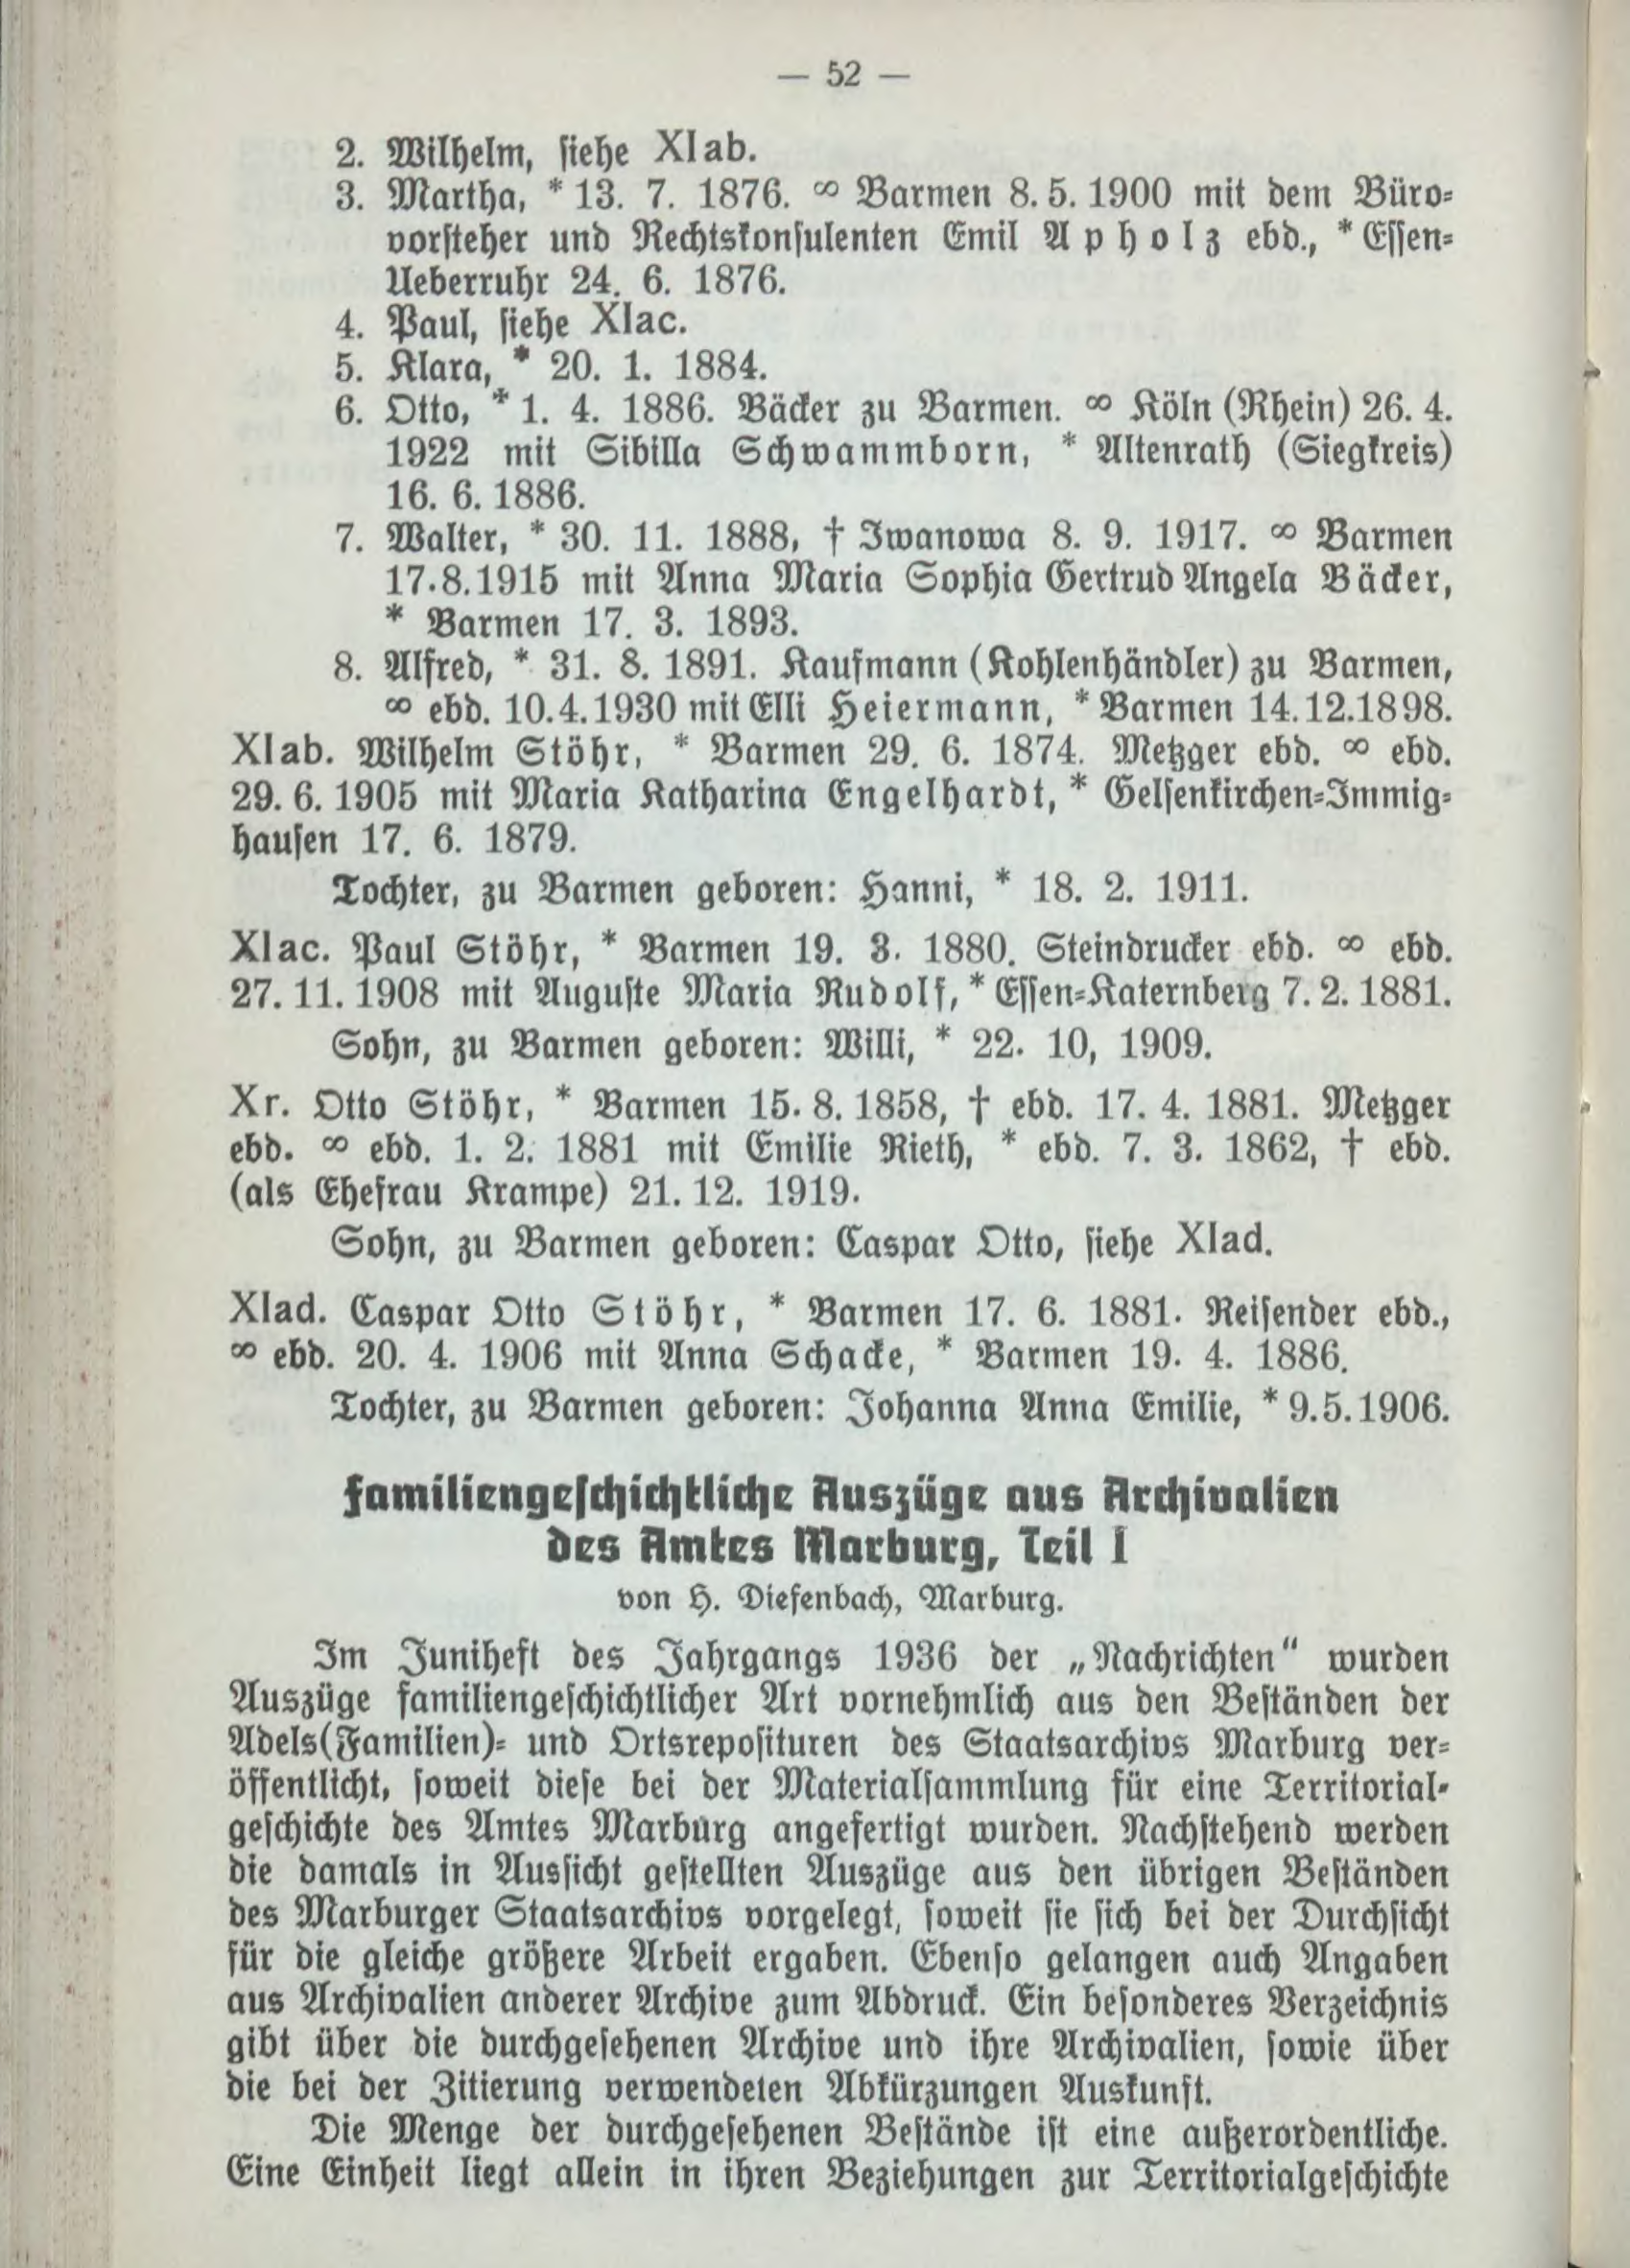 — 52 —
2. Wilhelm, siehe XIab.
3. Martha, * 13. 7. 1876. ∞ Barmen 8. 5. 1900 mit dem Büro-
vorsteher und Rechtskonsulenten Emil Apholz ebd., * Essen-
Ueberruhr 24. 6. 1876.
4. Paul, siehe XIac.
5. Klara, * 20. 1. 1884.
6. Otto, * 1. 4. 1886. Bäcker zu Barmen. ∞ Köln (Rhein) 26. 4.
1922 mit Sibilla Schwammborn, * Altenrath (Siegkreis)
16. 6. 1886.
7. Walter, * 30. 11. 1888, † Iwanowa 8. 9. 1917. ∞ Barmen
17.8.1915 mit Anna Maria Sophia Gertrud Angela Bäcker,
* Barmen 17. 3. 1893.
8. Alfred, * 31. 8. 1891. Kaufmann (Kohlenhändler) zu Barmen,
∞ ebd. 10.4.1930 mit Elli Heiermann, * Barmen 14.12.1898.
XIab. Wilhelm Stöhr, * Barmen 29. 6. 1874. Metzger ebd. ∞ ebd.
29. 6. 1905 mit Maria Katharina Engelhardt, * Gelsenkirchen-Immig-
hausen 17. 6. 1879.
Tochter, zu Barmen geboren: Hanni, * 18. 2. 1911.
XIac. Paul Stöhr, * Barmen 19. 3. 1880. Steindrucker ebd. ∞ ebd.
27. 11. 1908 mit Auguste Maria Rudolf, * Essen-Katernberg 7. 2. 1881.
Sohn, zu Barmen geboren: Willi, * 22. 10, 1909.
Xr. Otto Stöhr, * Barmen 15. 8. 1858, † ebd. 17. 4. 1881. Metzger
ebd. ∞ ebd. 1. 2. 1881 mit Emilie Rieth, * ebd. 7. 3. 1862, † ebd.
(als Ehefrau Krampe) 21. 12. 1919.
Sohn, zu Barmen geboren: Caspar Otto, siehe XIad.
XIad. Caspar Otto Stöhr, * Barmen 17. 6. 1881. Reisender ebd.,
∞ ebd. 20. 4. 1906 mit Anna Schacke, * Barmen 19. 4. 1886.
Tochter, zu Barmen geboren: Johanna Anna Emilie, * 9.5.1906.
Familiengeschichtliche Auszüge aus Archivalien
des Amtes Marburg, Teil I
von H. Diefenbach, Marburg.
Im Juniheft des Jahrgangs 1936 der „Nachrichten“ wurden
Auszüge familiengeschichtlicher Art vornehmlich aus den Beständen der
Adels(Familien)- und Ortsreposituren des Staatsarchivs Marburg ver-
öffentlicht, soweit diese bei der Materialsammlung für eine Territorial-
geschichte des Amtes Marburg angefertigt wurden. Nachstehend werden
die damals in Aussicht gestellten Auszüge aus den übrigen Beständen
des Marburger Staatsarchivs vorgelegt, soweit sie sich bei der Durchsicht
für die gleiche größere Arbeit ergaben. Ebenso gelangen auch Angaben
aus Archivalien anderer Archive zum Abdruck. Ein besonderes Verzeichnis
gibt über die durchgesehenen Archive und ihre Archivalien, sowie über
die bei der Zitierung verwendeten Abkürzungen Auskunft.
Die Menge der durchgesehenen Bestände ist eine außerordentliche.
Eine Einheit liegt allein in ihren Beziehungen zur Territorialgeschichte